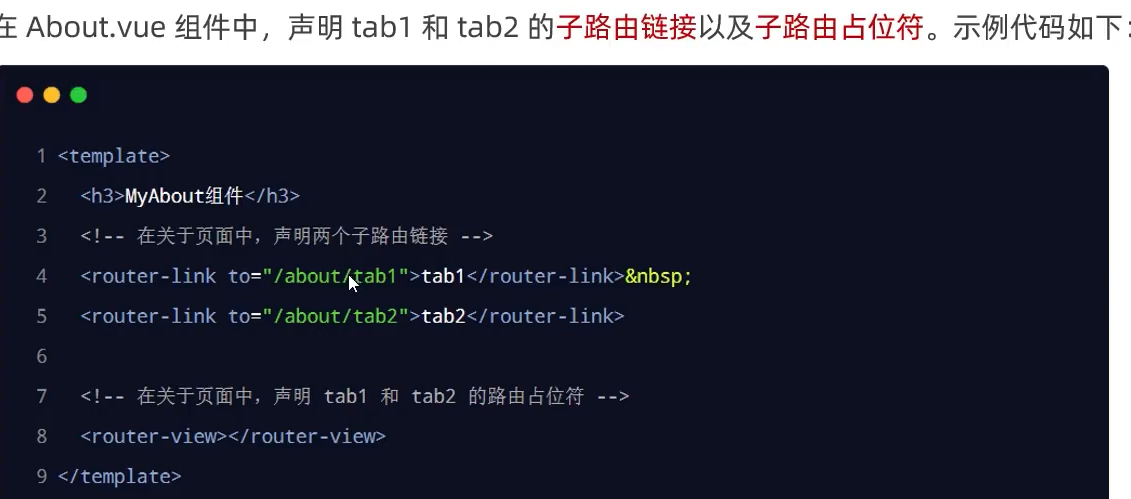 在 About.vue 组件中，声明 tab1 和 tab2 的子路由链接以及子路由占位符。示例代码如下：
1 <template>
2   <h3>MyAbout组件</h3>
3   <!-- 在关于页面中，声明两个子路由链接 -->
4   <router-link to="/about/tab1">tab1</router-link>&nbsp;
5   <router-link to="/about/tab2">tab2</router-link>
6
7   <!-- 在关于页面中，声明 tab1 和 tab2 的路由占位符 -->
8   <router-view></router-view>
9 </template>